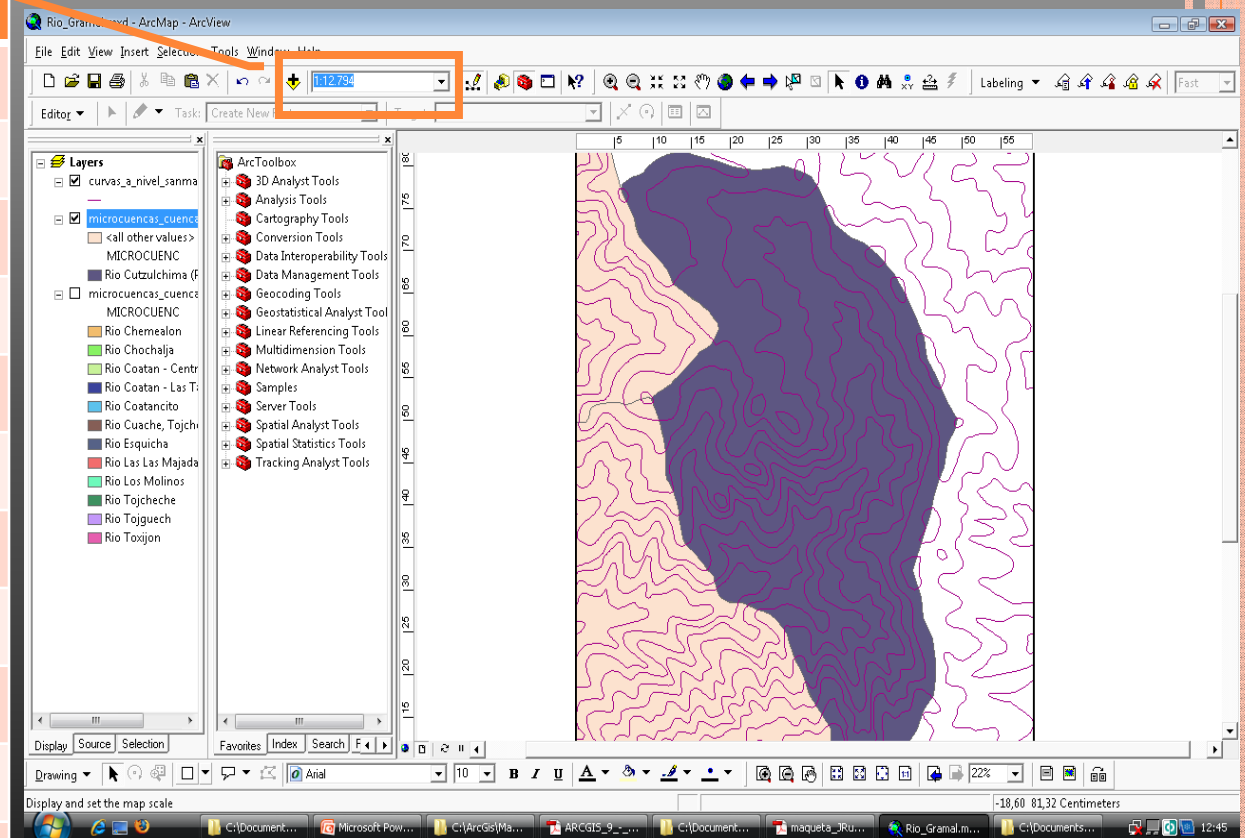 Rio_Gramal.mxd - ArcMap - ArcView
File Edit View Insert Selection Tools Window Help
1:12.794
Labeling
Fast
Editor
Task:
Create New
Layers
curvas_a_nivel_sanma
microcuencas_cuenca
<all other values>
MICROCUENC
Rio Cutzulchima (F
microcuencas_cuenca
MICROCUENC
Rio Chemealon
Rio Chochalja
Rio Coatan - Centr
Rio Coatan - Las Ta
Rio Coatancito
Rio Cuache, Tojch
Rio Esquicha
Rio Las Las Majada
Rio Los Molinos
Rio Tojcheche
Rio Tojguech
Rio Toxijon
ArcToolbox
3D Analyst Tools
Analysis Tools
Cartography Tools
Conversion Tools
Data Interoperability Tools
Data Management Tools
Geocoding Tools
Geostatistical Analyst Tool
Linear Referencing Tools
Multidimension Tools
Network Analyst Tools
Samples
Server Tools
Spatial Analyst Tools
Spatial Statistics Tools
Tracking Analyst Tools
5 10 15 20 25 30 35 40 45 50 55
80
75
70
65
60
55
50
45
40
35
30
25
20
15
Display Source Selection
Favorites Index Search F
Drawing
Arial
10
B I U A
22%
Display and set the map scale
-18,60 81,32 Centimeters
C:\Document...
Microsoft Pow...
C:\ArcGis\Ma...
ARCGIS_9_-_...
C:\Document...
maqueta_JRu...
Rio_Gramal.m...
C:\Documents...
12:45